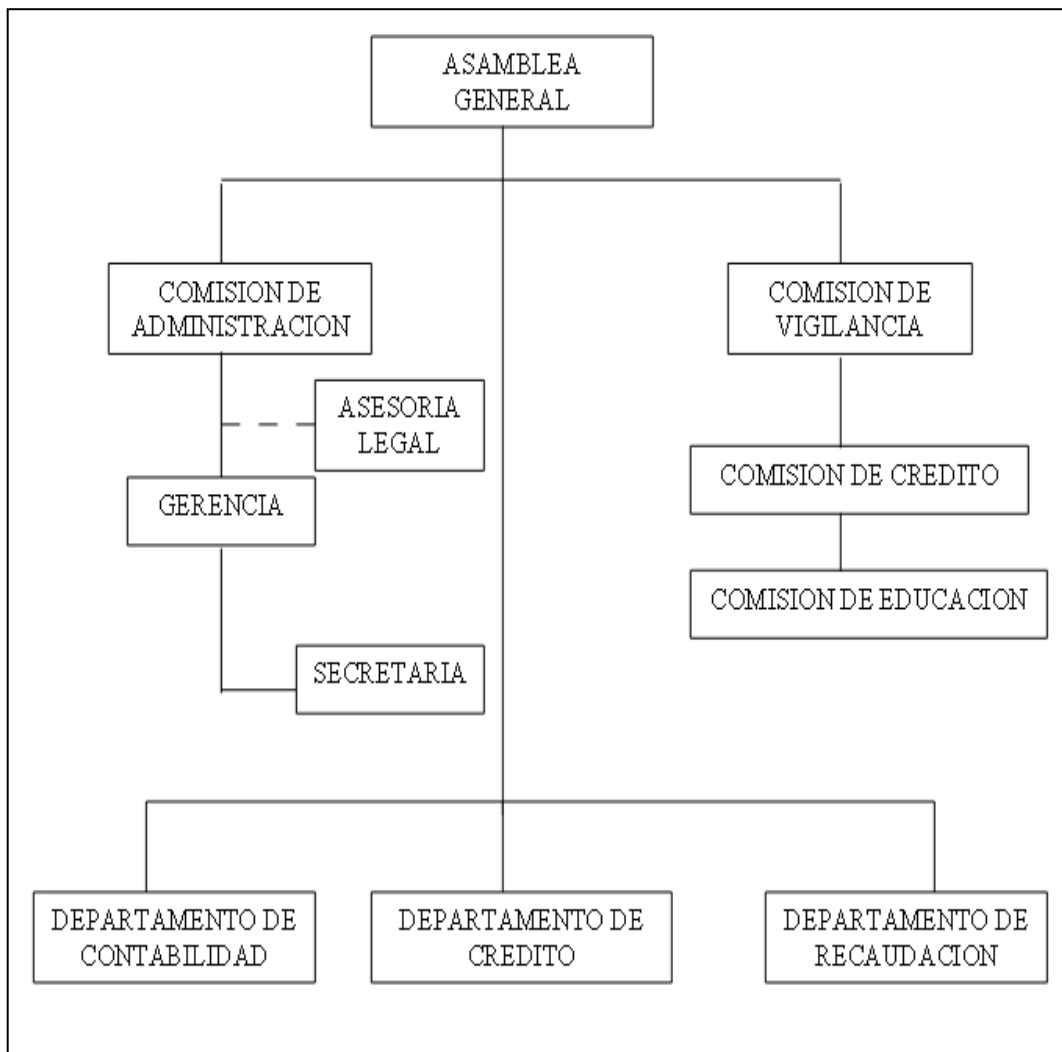 ASAMBLEA
GENERAL
COMISION DE
ADMINISTRACION
COMISION DE
VIGILANCIA
ASESORIA
LEGAL
COMISION DE CREDITO
GERENCIA
COMISION DE EDUCACION
SECRETARIA
DEPARTAMENTO DE
CONTABILIDAD
DEPARTAMENTO DE
CREDITO
DEPARTAMENTO DE
RECAUDACION